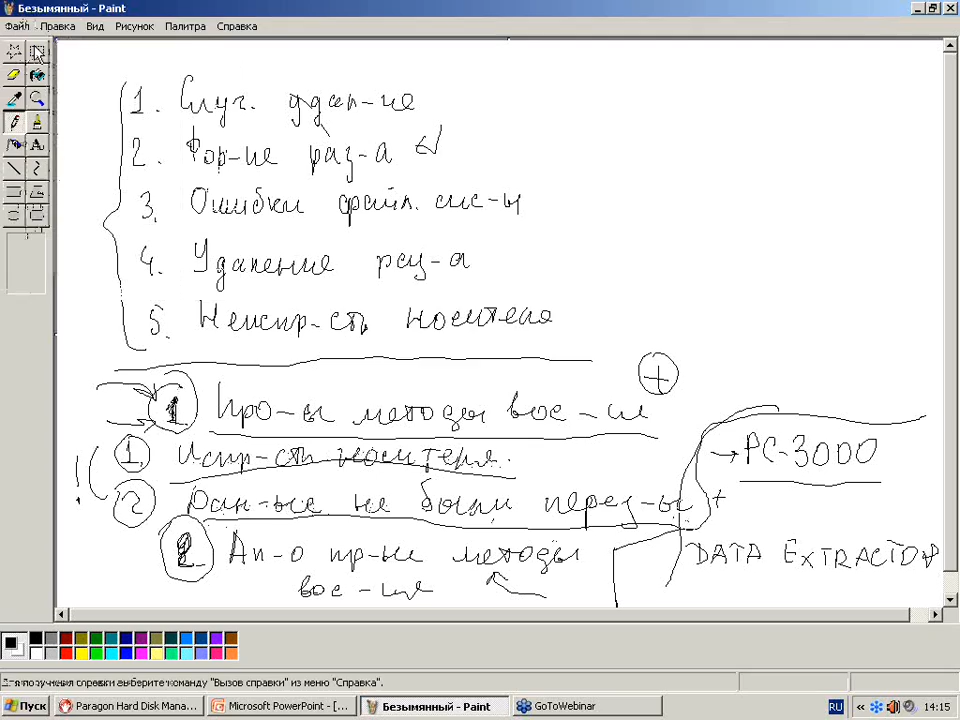 Безымянный - Paint
Файл Правка Вид Рисунок Палитра Справка
1. Случ. удал-ие
2. Фор-ие раз-а
3. Ошибки файл. сис-ы
4. Удаление раз-а
5. Неиспр-сть носителя
+
1 Про-ы методы вос-ия
1. Испр-сть носителя.
→ PC-3000
! 2 Дан-ые не были перез-ы +
2. Ап-о пр-ые методы
вос-ия
DATA EXTRACTOR
Для получения справки выберите команду "Вызов справки" из меню "Справка".
Пуск Paragon Hard Disk Mana... Microsoft PowerPoint - [... Безымянный - Paint GoToWebinar RU « 14:15